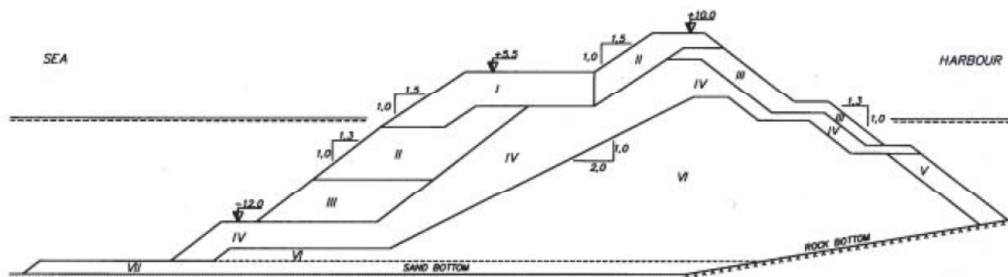 +10.0
1,5
SEA
+5.5
1,0
II
HARBOUR
III
1,5
I
IV
1,3
1,0
III
1,0
1,3
IV
1,0
II
IV
1,0
2,0
VI
V
III
-12.0
IV
VI
ROCK BOTTOM
VII
SAND BOTTOM